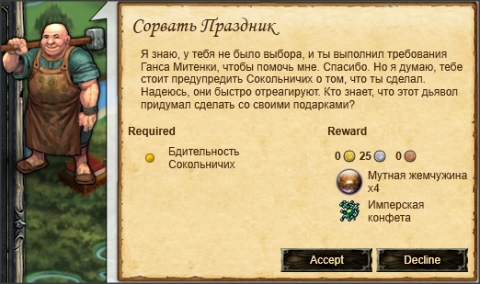 Сорвать Праздник
Я знаю, у тебя не было выбора, и ты выполнил требования
Ганса Митенки, чтобы помочь мне. Спасибо. Но я думаю, тебе
стоит предупредить Сокольничих о том, что ты сделал.
Надеюсь, они быстро отреагируют. Кто знает, что этот дьявол
придумал сделать со своими подарками?
Required
Бдительность
Сокольничих
Reward
0 25 0
Мутная жемчужина
x4
Имперская
конфета
Accept
Decline